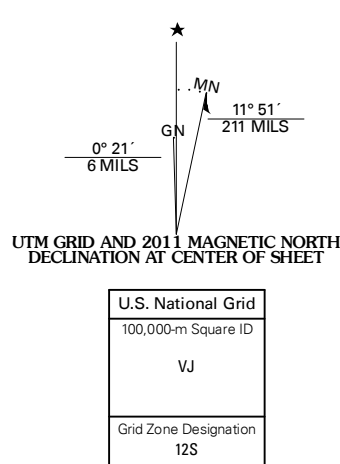 MN
11° 51´
211 MILS
GN
0° 21´
6 MILS
UTM GRID AND 2011 MAGNETIC NORTH
DECLINATION AT CENTER OF SHEET
U.S. National Grid
100,000-m Square ID
VJ
Grid Zone Designation
12S